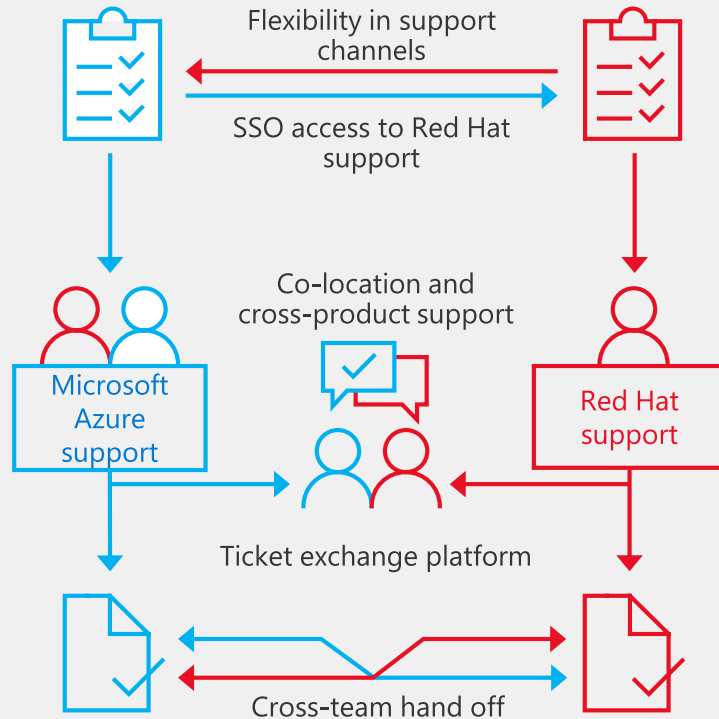 Flexibility in support
channels
SSO access to Red Hat
support
Co-location and
cross-product support
Microsoft
Azure
support
Red Hat
support
Ticket exchange platform
Cross-team hand off